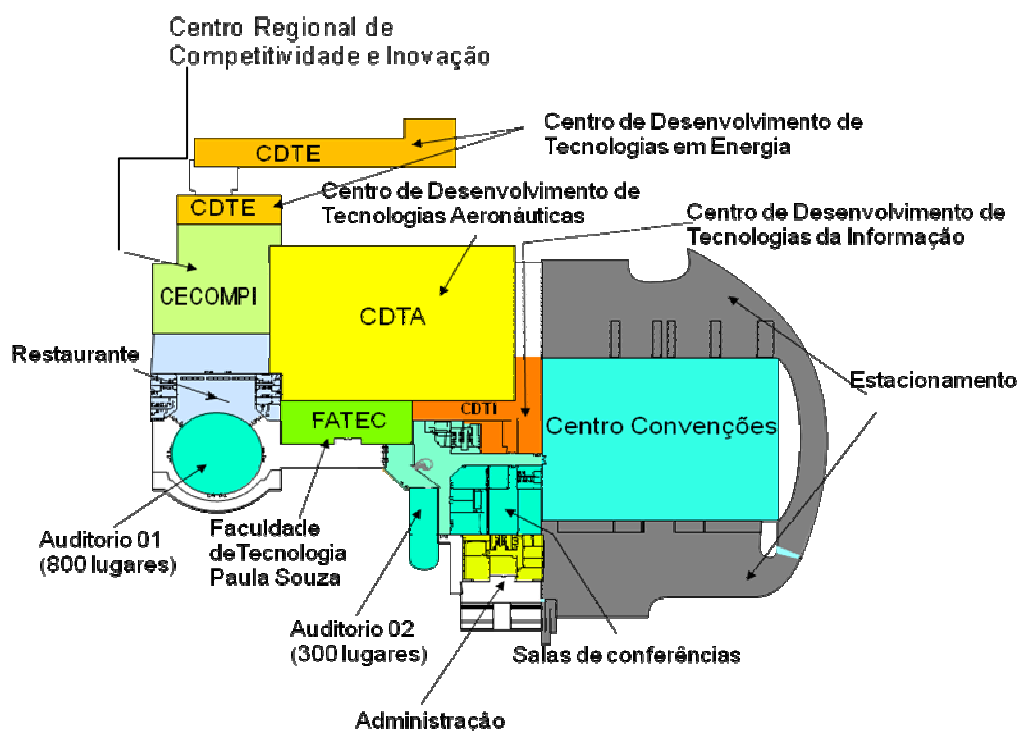 Centro Regional de
Competitividade e Inovação
Centro de Desenvolvimento de
Tecnologias em Energia
CDTE
CDTE
Centro de Desenvolvimento de
Tecnologias Aeronáuticas
Centro de Desenvolvimento de
Tecnologias da Informação
CECOMPI
CDTA
Restaurante
Estacionamento
CDTI
FATEC
Centro Convenções
Auditorio 01
(800 lugares)
Faculdade
de Tecnologia
Paula Souza
Auditorio 02
(300 lugares)
Salas de conferências
Administração